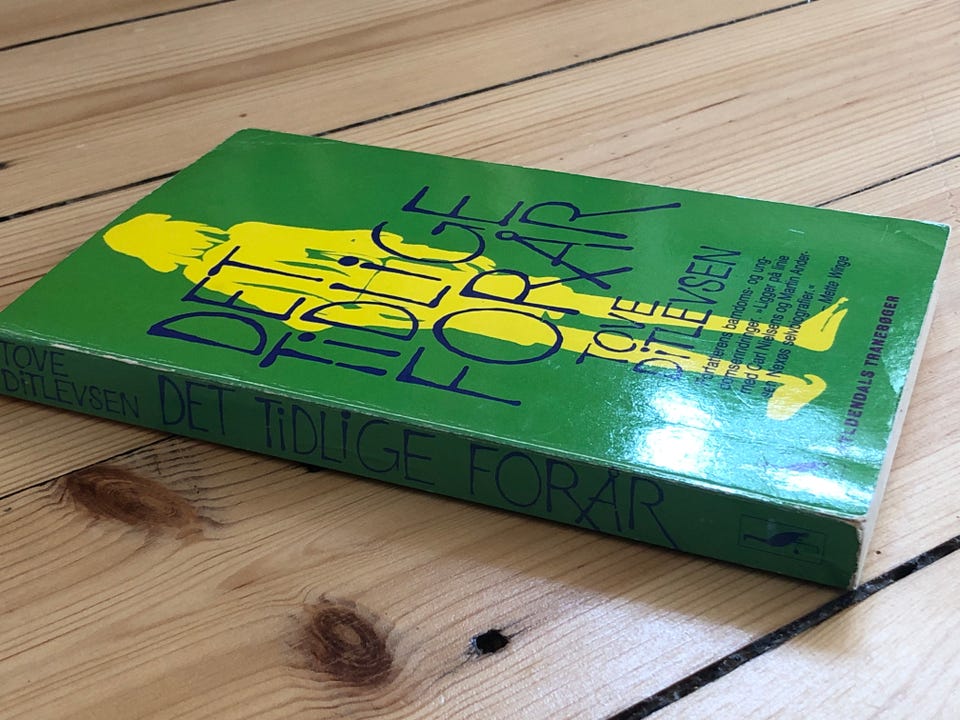 DET
TiDLiGE
FORÅR
TOVE
DiTLEVSEN
Forfatterens barndoms- og ung-
domserindringer. »Ligger på linie
med Carl Nielsens og Martin Ander-
sen Nexøs selvbiografier.«
Mette Winge
GYLDENDALS TRANEBØGER
TOVE
DiTLEVSEN
DET TiDLiGE FORÅR